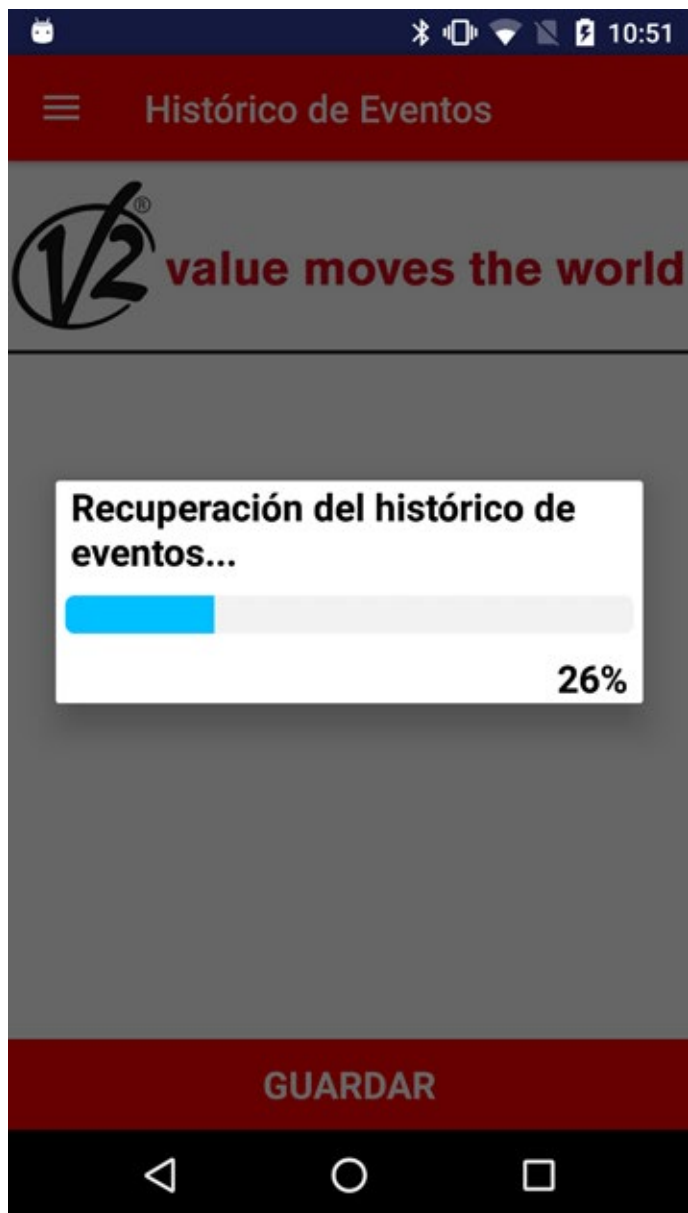 10:51
Histórico de Eventos
V2®
value moves the world
Recuperación del histórico de
eventos...
26%
GUARDAR